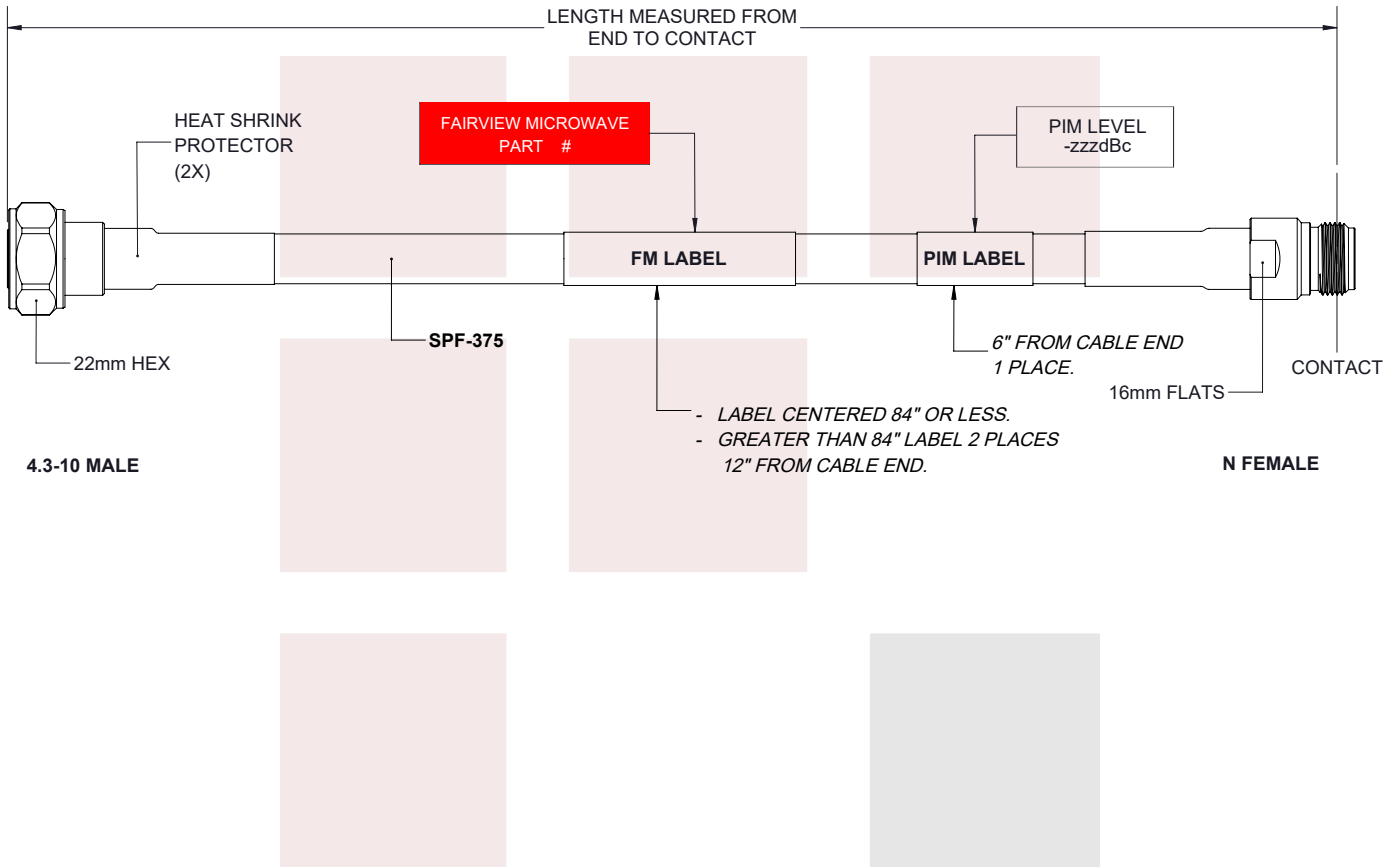 LENGTH MEASURED FROM
END TO CONTACT
HEAT SHRINK
PROTECTOR
(2X)
FAIRVIEW MICROWAVE
PART #
PIM LEVEL
-zzzdBc
FM LABEL
PIM LABEL
SPF-375
22mm HEX
6" FROM CABLE END
1 PLACE.
16mm FLATS
CONTACT
- LABEL CENTERED 84" OR LESS.
- GREATER THAN 84" LABEL 2 PLACES
12" FROM CABLE END.
4.3-10 MALE
N FEMALE